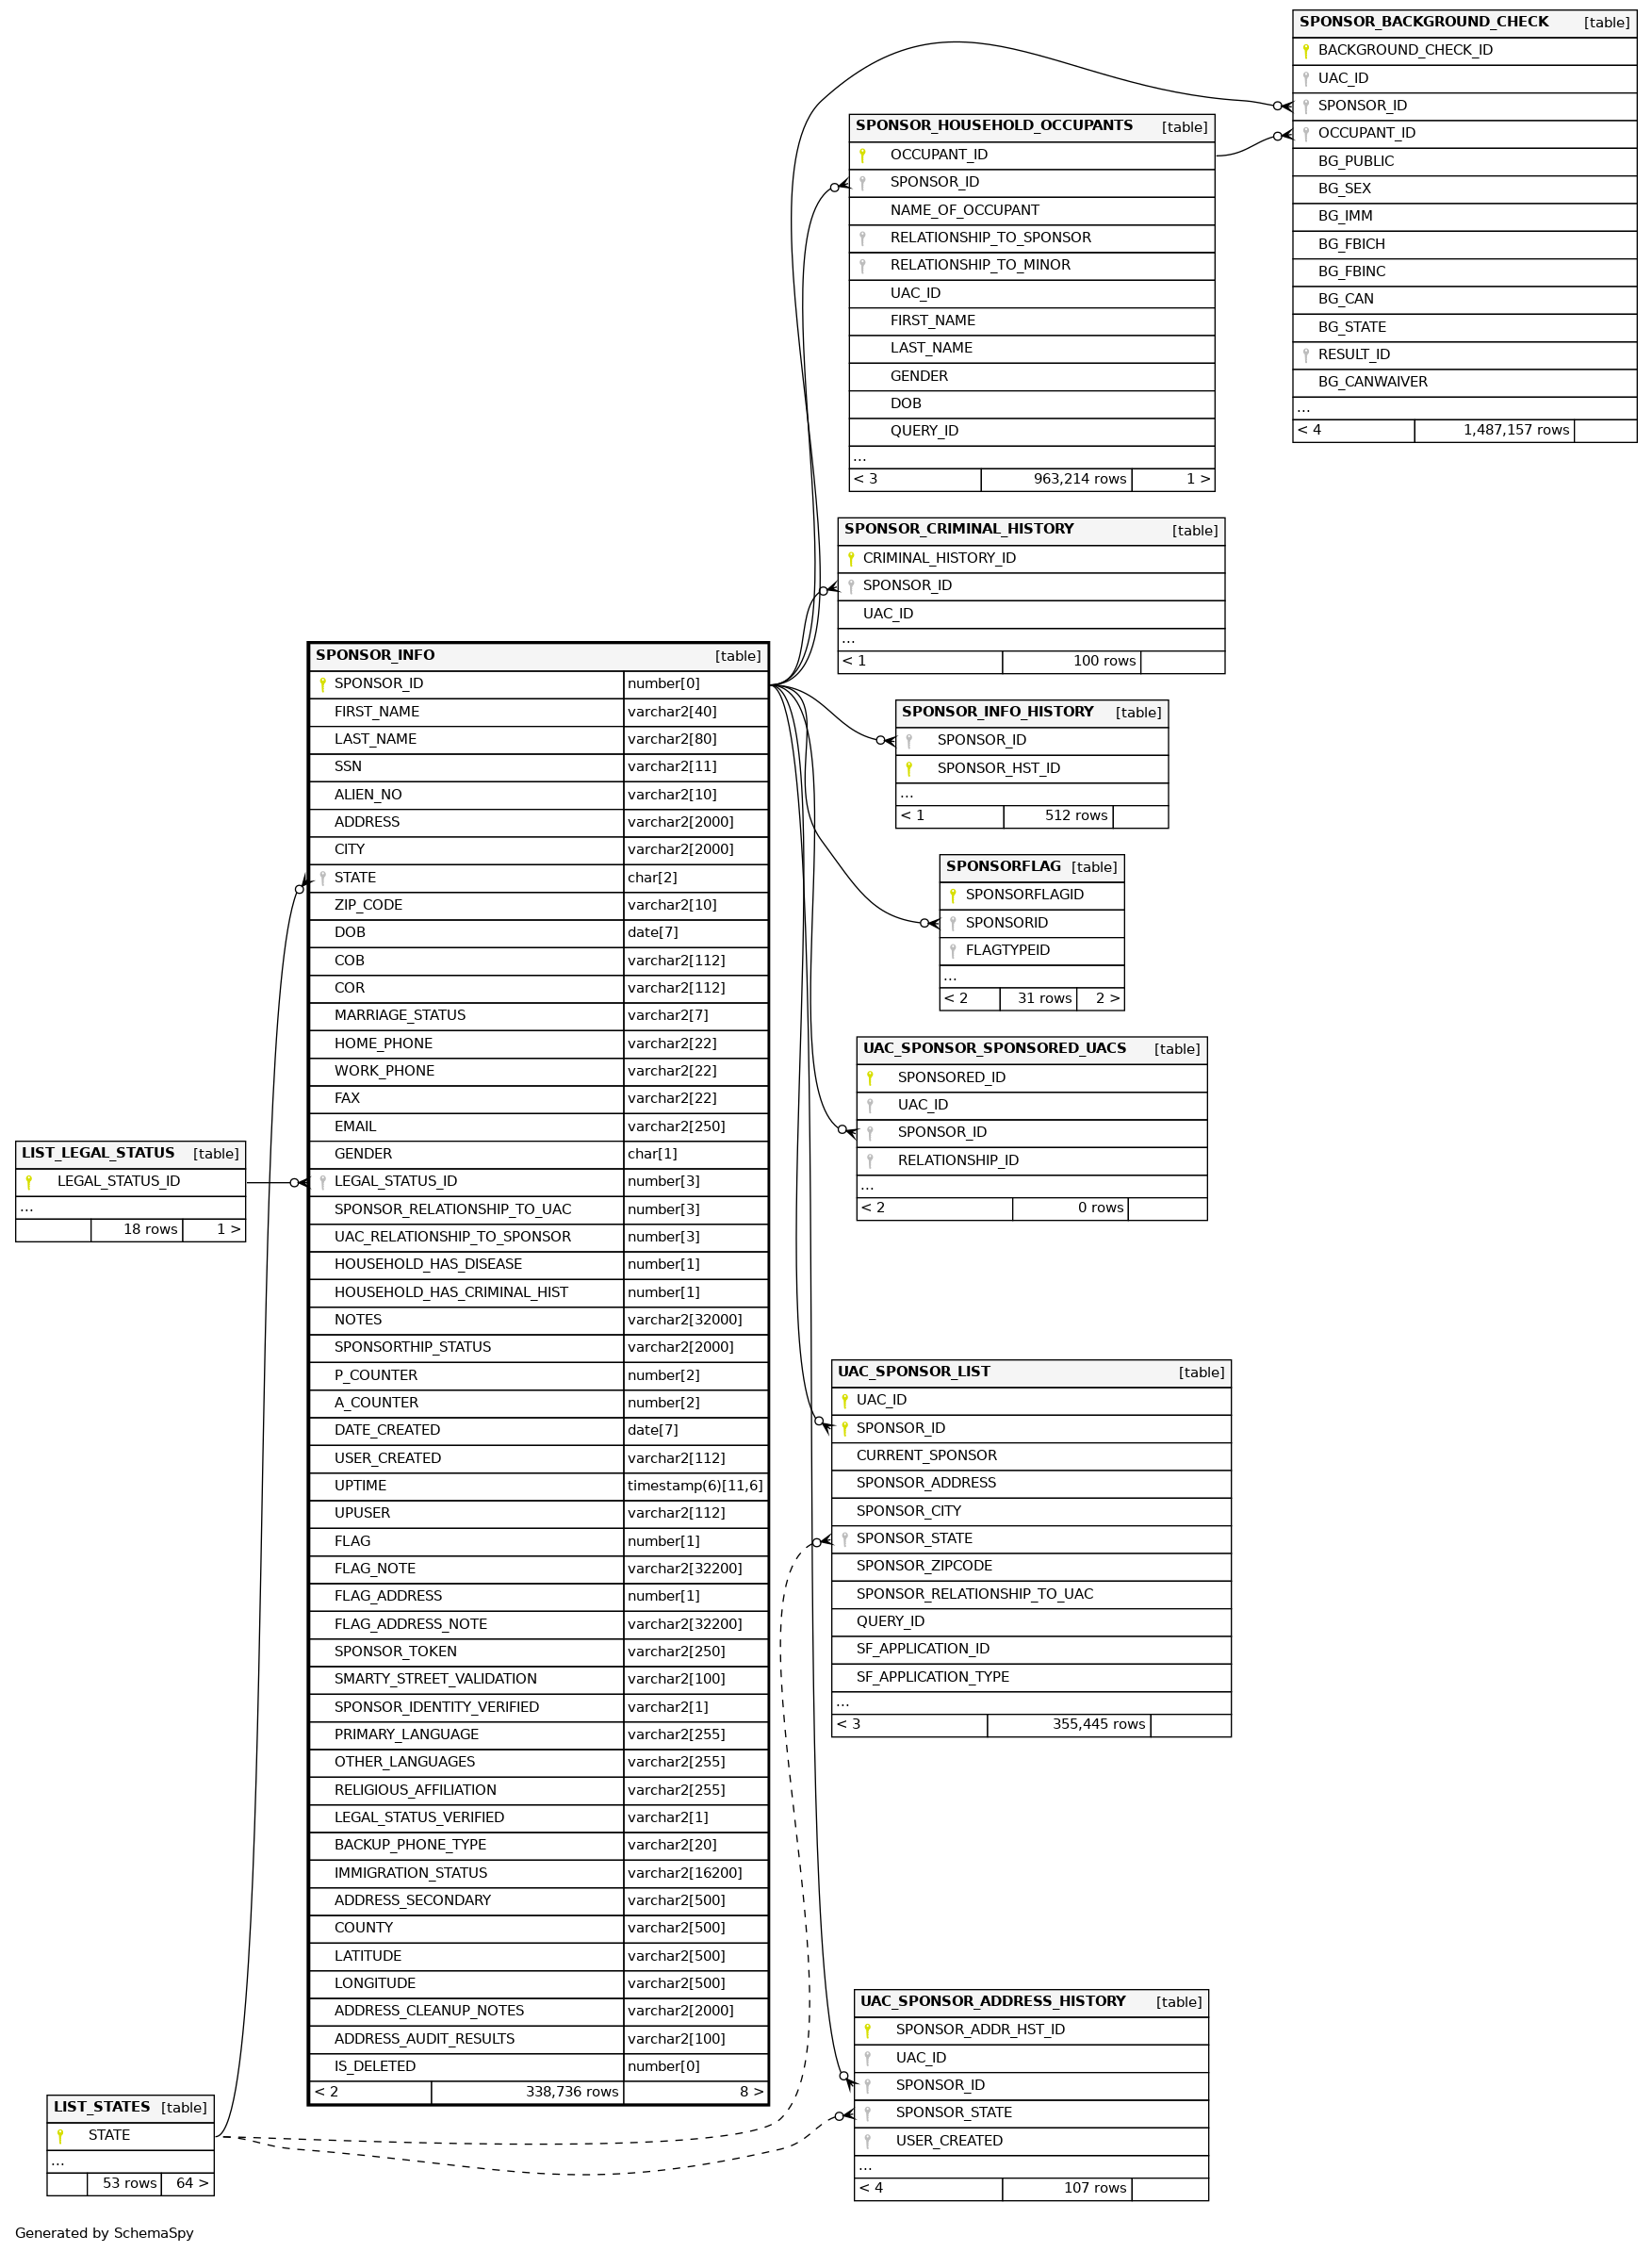 SPONSOR_BACKGROUND_CHECK [table]
BACKGROUND_CHECK_ID
UAC_ID
SPONSOR_ID
OCCUPANT_ID
BG_PUBLIC
BG_SEX
BG_IMM
BG_FBICH
BG_FBINC
BG_CAN
BG_STATE
RESULT_ID
BG_CANWAIVER
...
< 4 1,487,157 rows
SPONSOR_HOUSEHOLD_OCCUPANTS [table]
OCCUPANT_ID
SPONSOR_ID
NAME_OF_OCCUPANT
RELATIONSHIP_TO_SPONSOR
RELATIONSHIP_TO_MINOR
UAC_ID
FIRST_NAME
LAST_NAME
GENDER
DOB
QUERY_ID
...
< 3 963,214 rows 1 >
SPONSOR_CRIMINAL_HISTORY [table]
CRIMINAL_HISTORY_ID
SPONSOR_ID
UAC_ID
...
< 1 100 rows
SPONSOR_INFO [table]
SPONSOR_ID number[0]
FIRST_NAME varchar2[40]
LAST_NAME varchar2[80]
SSN varchar2[11]
ALIEN_NO varchar2[10]
ADDRESS varchar2[2000]
CITY varchar2[2000]
STATE char[2]
ZIP_CODE varchar2[10]
DOB date[7]
COB varchar2[112]
COR varchar2[112]
MARRIAGE_STATUS varchar2[7]
HOME_PHONE varchar2[22]
WORK_PHONE varchar2[22]
FAX varchar2[22]
EMAIL varchar2[250]
GENDER char[1]
LEGAL_STATUS_ID number[3]
SPONSOR_RELATIONSHIP_TO_UAC number[3]
UAC_RELATIONSHIP_TO_SPONSOR number[3]
HOUSEHOLD_HAS_DISEASE number[1]
HOUSEHOLD_HAS_CRIMINAL_HIST number[1]
NOTES varchar2[32000]
SPONSORTHIP_STATUS varchar2[2000]
P_COUNTER number[2]
A_COUNTER number[2]
DATE_CREATED date[7]
USER_CREATED varchar2[112]
UPTIME timestamp(6)[11,6]
UPUSER varchar2[112]
FLAG number[1]
FLAG_NOTE varchar2[32200]
FLAG_ADDRESS number[1]
FLAG_ADDRESS_NOTE varchar2[32200]
SPONSOR_TOKEN varchar2[250]
SMARTY_STREET_VALIDATION varchar2[100]
SPONSOR_IDENTITY_VERIFIED varchar2[1]
PRIMARY_LANGUAGE varchar2[255]
OTHER_LANGUAGES varchar2[255]
RELIGIOUS_AFFILIATION varchar2[255]
LEGAL_STATUS_VERIFIED varchar2[1]
BACKUP_PHONE_TYPE varchar2[20]
IMMIGRATION_STATUS varchar2[16200]
ADDRESS_SECONDARY varchar2[500]
COUNTY varchar2[500]
LATITUDE varchar2[500]
LONGITUDE varchar2[500]
ADDRESS_CLEANUP_NOTES varchar2[2000]
ADDRESS_AUDIT_RESULTS varchar2[100]
IS_DELETED number[0]
< 2 338,736 rows 8 >
SPONSOR_INFO_HISTORY [table]
SPONSOR_ID
SPONSOR_HST_ID
...
< 1 512 rows
SPONSORFLAG [table]
SPONSORFLAGID
SPONSORID
FLAGTYPEID
...
< 2 31 rows 2 >
UAC_SPONSOR_SPONSORED_UACS [table]
SPONSORED_ID
UAC_ID
SPONSOR_ID
RELATIONSHIP_ID
...
< 2 0 rows
LIST_LEGAL_STATUS [table]
LEGAL_STATUS_ID
...
18 rows 1 >
UAC_SPONSOR_LIST [table]
UAC_ID
SPONSOR_ID
CURRENT_SPONSOR
SPONSOR_ADDRESS
SPONSOR_CITY
SPONSOR_STATE
SPONSOR_ZIPCODE
SPONSOR_RELATIONSHIP_TO_UAC
QUERY_ID
SF_APPLICATION_ID
SF_APPLICATION_TYPE
...
< 3 355,445 rows
UAC_SPONSOR_ADDRESS_HISTORY [table]
SPONSOR_ADDR_HST_ID
UAC_ID
SPONSOR_ID
SPONSOR_STATE
USER_CREATED
...
< 4 107 rows
LIST_STATES [table]
STATE
...
53 rows 64 >
Generated by SchemaSpy